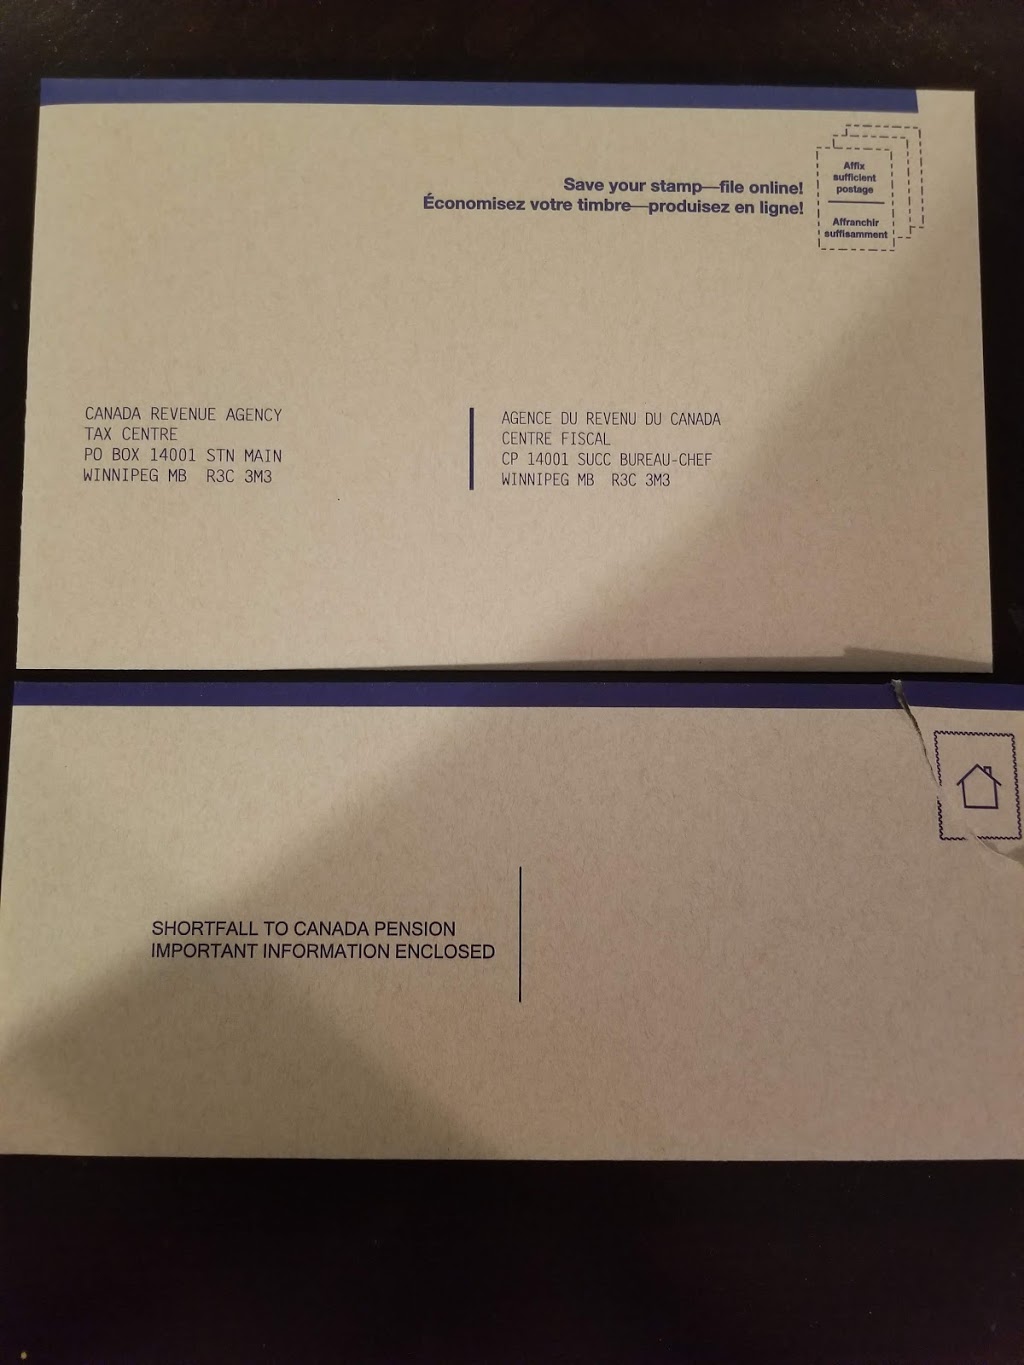 Save your stamp—file online!
Économisez votre timbre—produisez en ligne!
Affix
sufficient
postage
Affranchir
suffisamment
CANADA REVENUE AGENCY
TAX CENTRE
PO BOX 14001 STN MAIN
WINNIPEG MB  R3C 3M3
AGENCE DU REVENU DU CANADA
CENTRE FISCAL
CP 14001 SUCC BUREAU-CHEF
WINNIPEG MB  R3C 3M3
SHORTFALL TO CANADA PENSION
IMPORTANT INFORMATION ENCLOSED